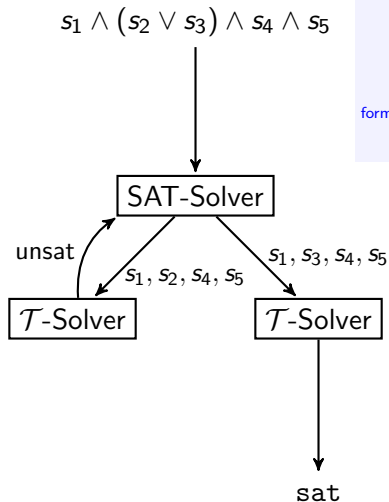 s₁ ∧ (s₂ ∨ s₃) ∧ s₄ ∧ s₅
form
SAT-Solver
unsat
s₁, s₂, s₄, s₅
s₁, s₃, s₄, s₅
𝒯-Solver
𝒯-Solver
sat